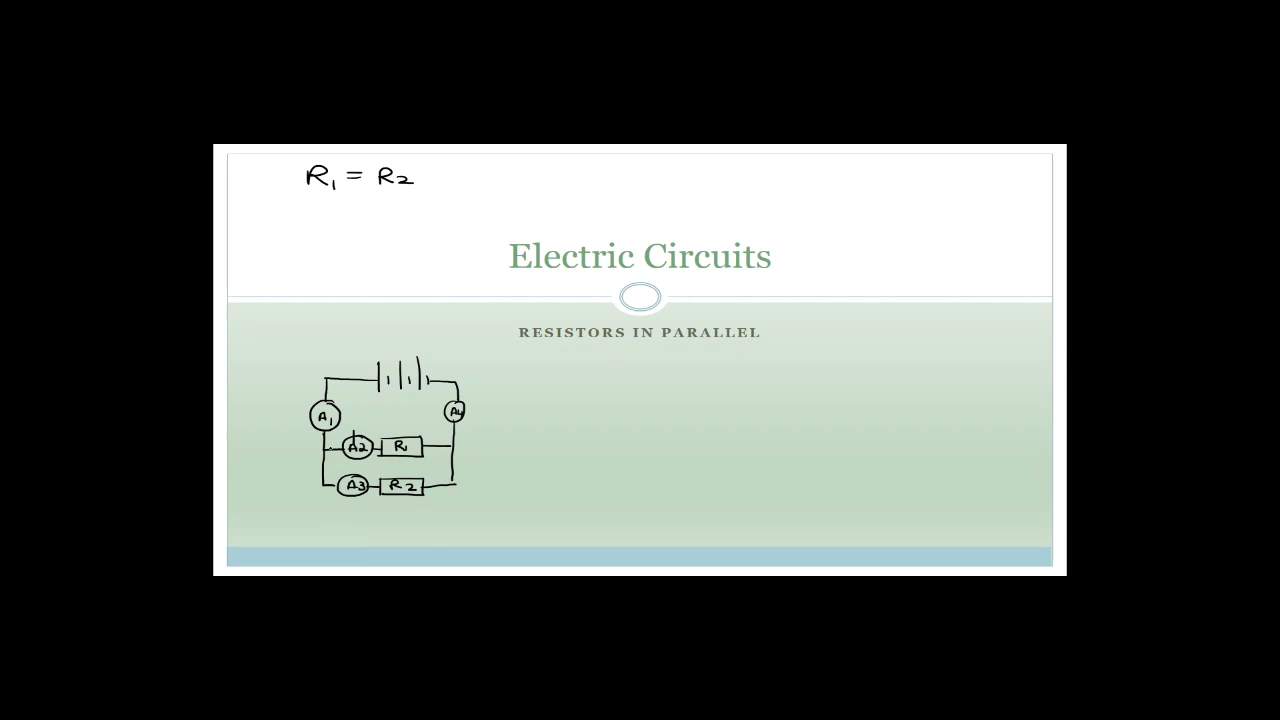 R₁ = R2
Electric Circuits
RESISTORS IN PARALLEL
A₁
A4
A2 R₁
A3 R2